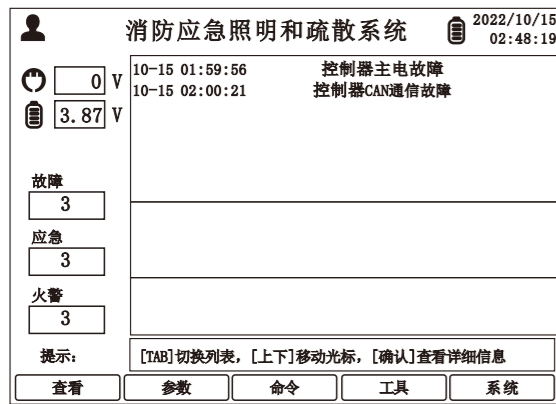 消防应急照明和疏散系统
2022/10/15
02:48:19
0 V
3.87 V
10-15 01:59:56 控制器主电故障
10-15 02:00:21 控制器CAN通信故障
故障
3
应急
3
火警
3
提示: [TAB]切换列表, [上下]移动光标, [确认]查看详细信息
查看 参数 命令 工具 系统